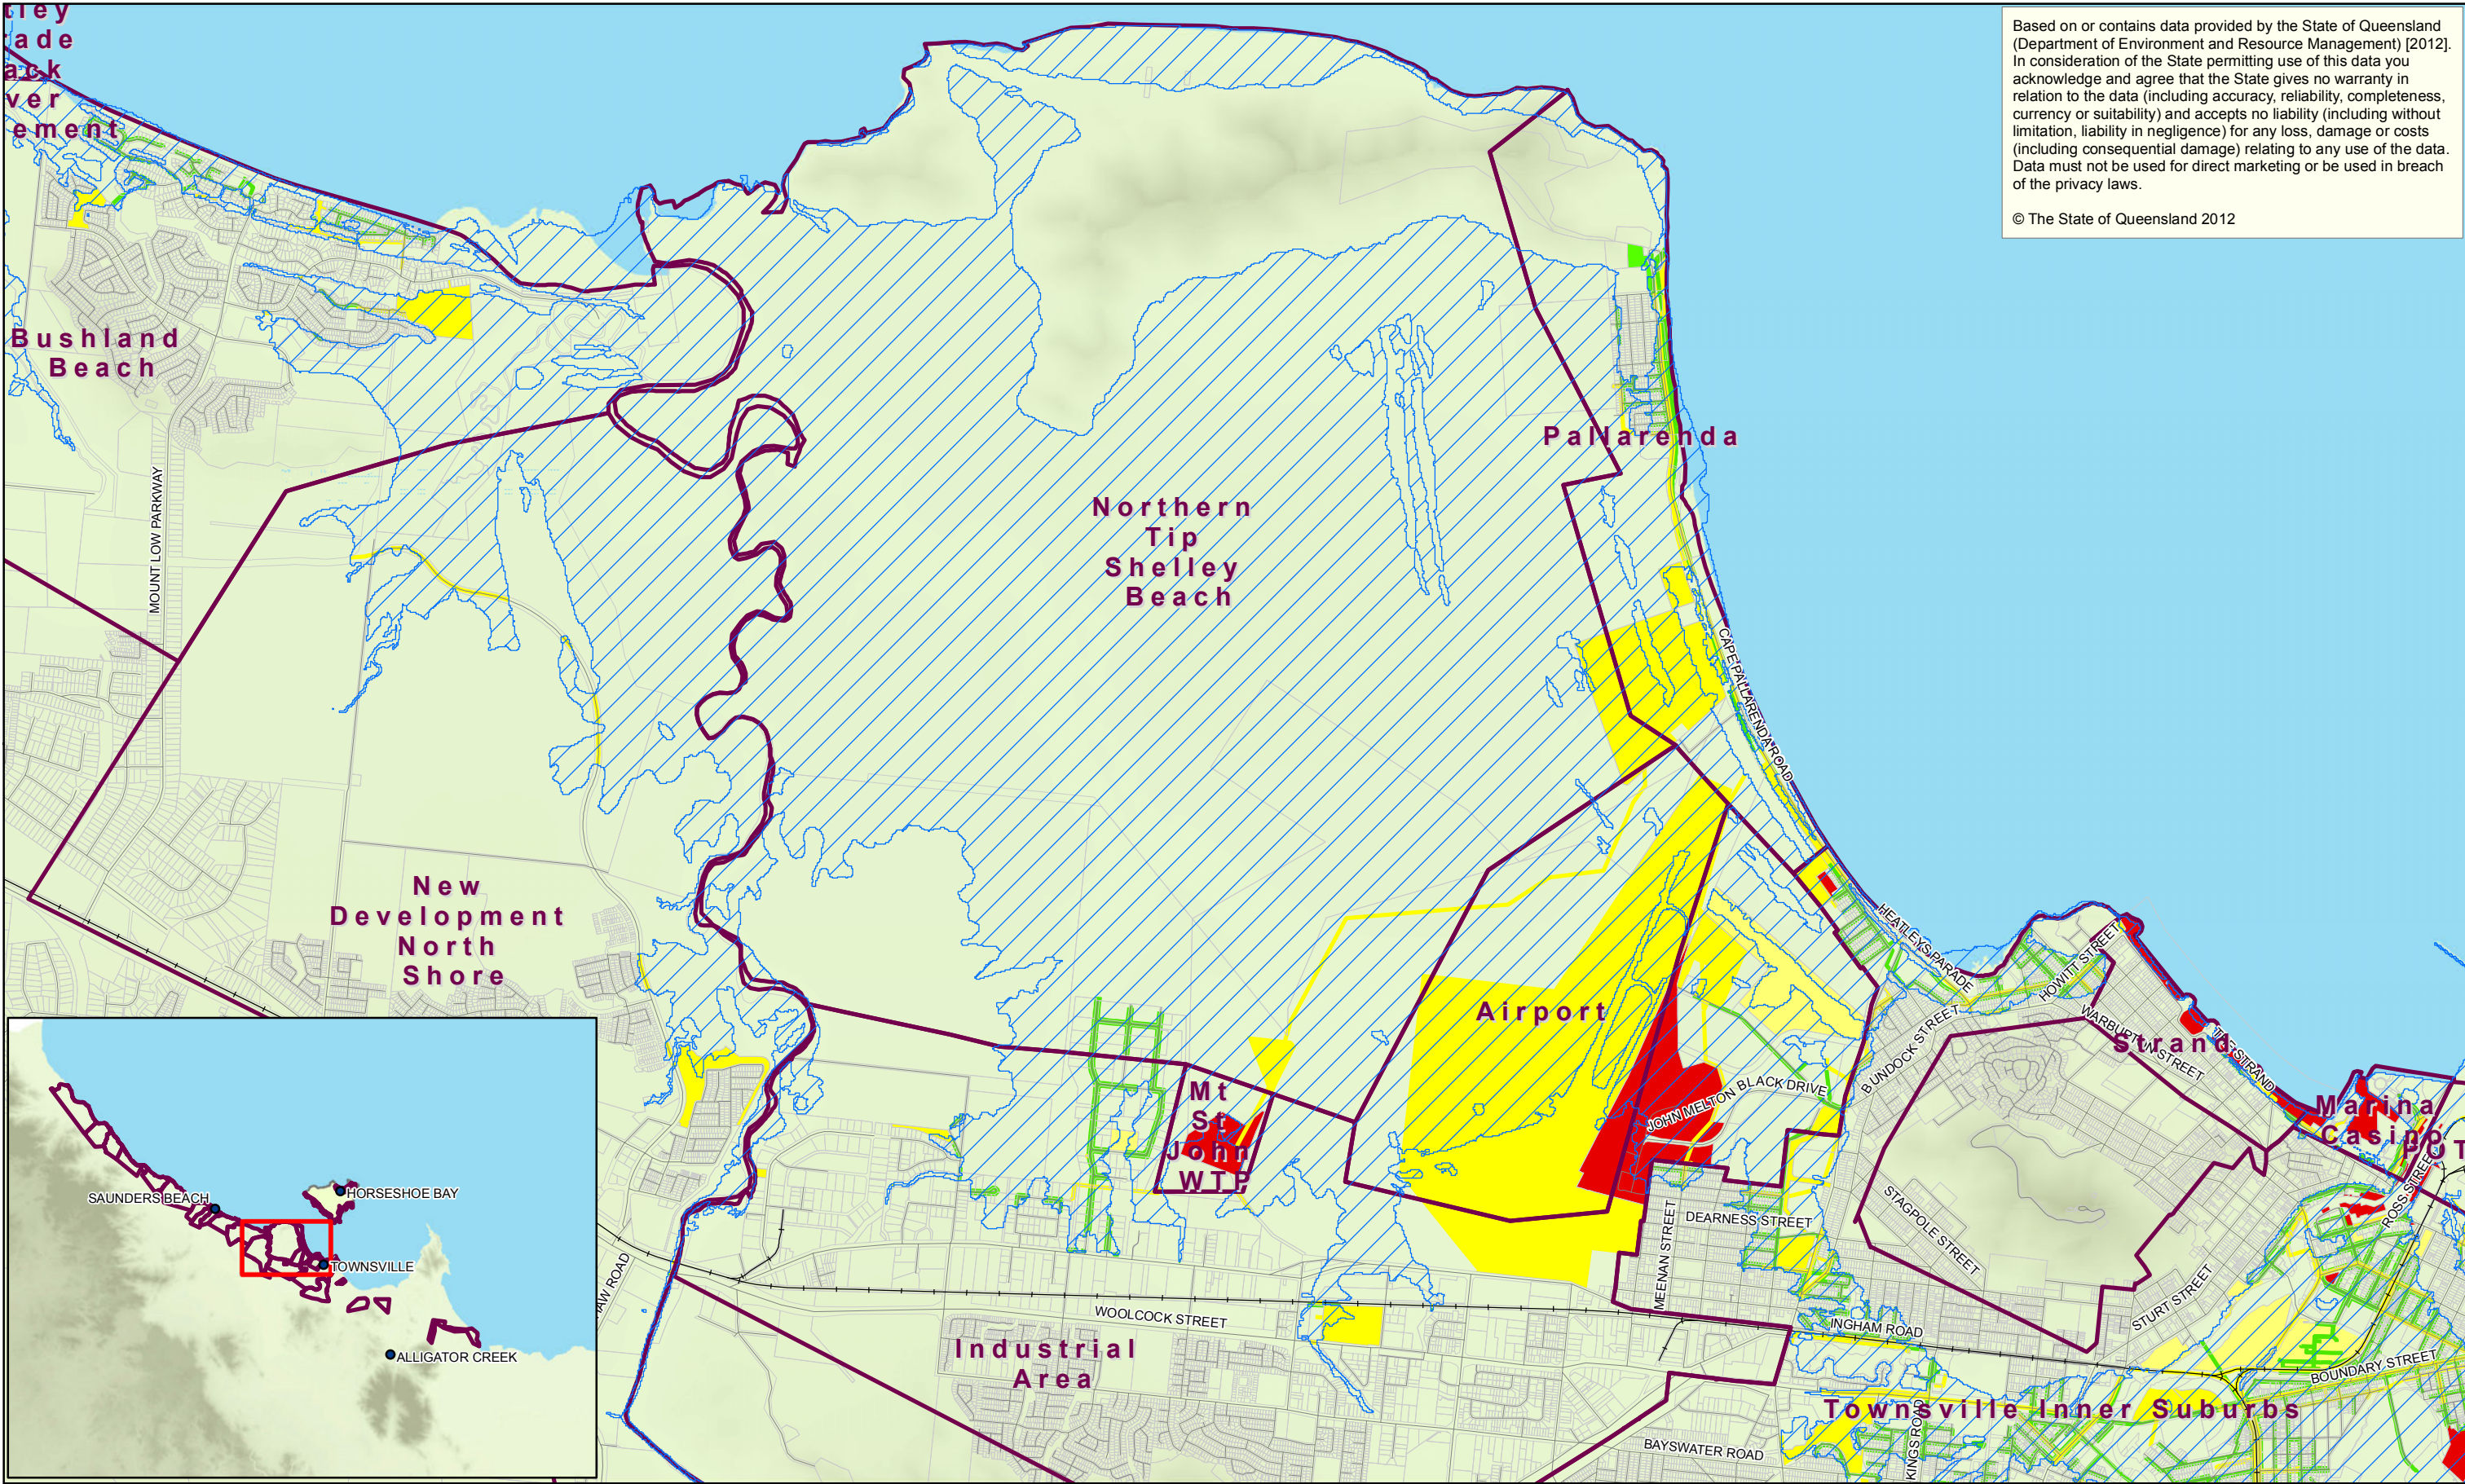 Based on or contains data provided by the State of Queensland
(Department of Environment and Resource Management) [2012].
In consideration of the State permitting use of this data you
acknowledge and agree that the State gives no warranty in
relation to the data (including accuracy, reliability, completeness,
currency or suitability) and accepts no liability (including without
limitation, liability in negligence) for any loss, damage or costs
(including consequential damage) relating to any use of the data.
Data must not be used for direct marketing or be used in breach
of the privacy laws.
© The State of Queensland 2012
tley
ade
ack
ver
ement
Bushland
Beach
MOUNT LOW PARKWAY
Pallarenda
Northern
Tip
Shelley
Beach
CAPE PALLARENDA ROAD
New
Development
North
Shore
HEATLEYS PARADE
HOWITT STREET
BUNDOCK STREET
WARBURTON STREET
Strand
THE STRAND
Airport
JOHN MELTON BLACK DRIVE
Mt
St
John
WTP
Marina
Casino
POT
ROSS STREET
STAGPOLE STREET
DEARNESS STREET
MEENAN STREET
STURT STREET
SAUNDERS BEACH
HORSESHOE BAY
TOWNSVILLE
ALLIGATOR CREEK
HAW ROAD
WOOLCOCK STREET
INGHAM ROAD
Industrial
Area
BOUNDARY STREET
Townsville Inner Suburbs
KINGS ROAD
BAYSWATER ROAD